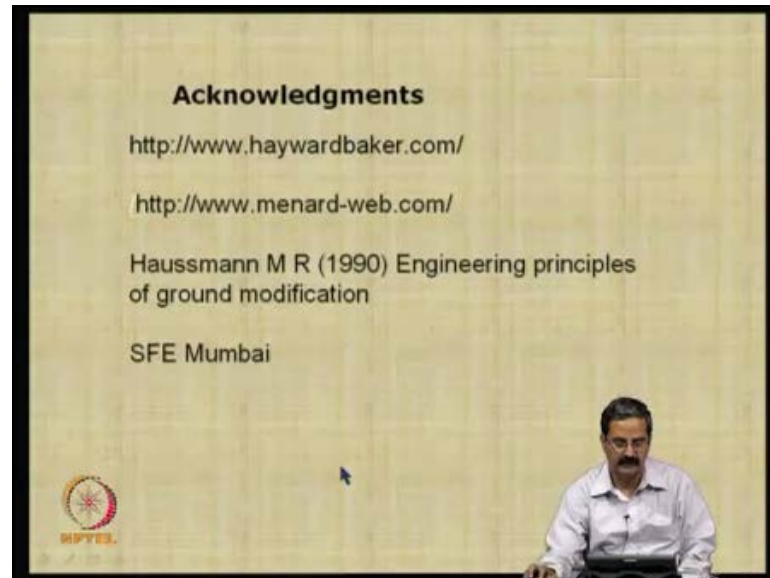 Acknowledgments
http://www.haywardbaker.com/
http://www.menard-web.com/
Haussmann M R (1990) Engineering principles
of ground modification
SFE Mumbai
NPTEL